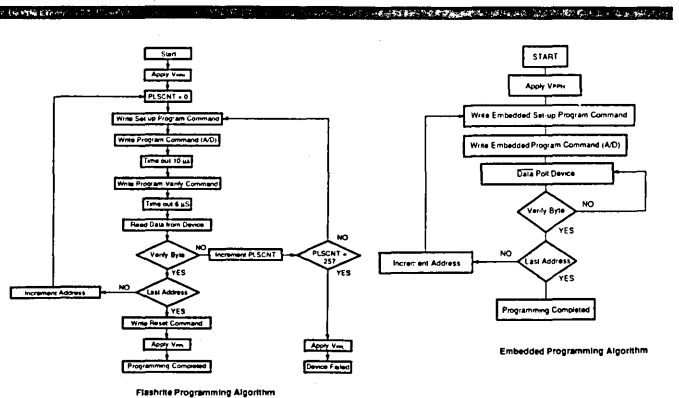 Start
Apply VPPH
PLSCNT = 0
Write Set-up Program Command
Write Program Command (A/D)
Time out 10 µs
Write Program Verify Command
Time out 6 µS
Read Data from Device
Verify Byte
NO
Increment PLSCNT
PLSCNT =
25?
NO
YES
YES
Last Address
NO
Increment Address
YES
Write Reset Command
Apply VPPL
Apply VPPL
Programming Completed
Device Failed
Flashrite Programming Algorithm
START
Apply VPPH
Write Embedded Set-up Program Command
Write Embedded Program Command (A/D)
Data Poll Device
Verify Byte
NO
YES
Last Address
NO
Increment Address
YES
Programming Completed
Embedded Programming Algorithm